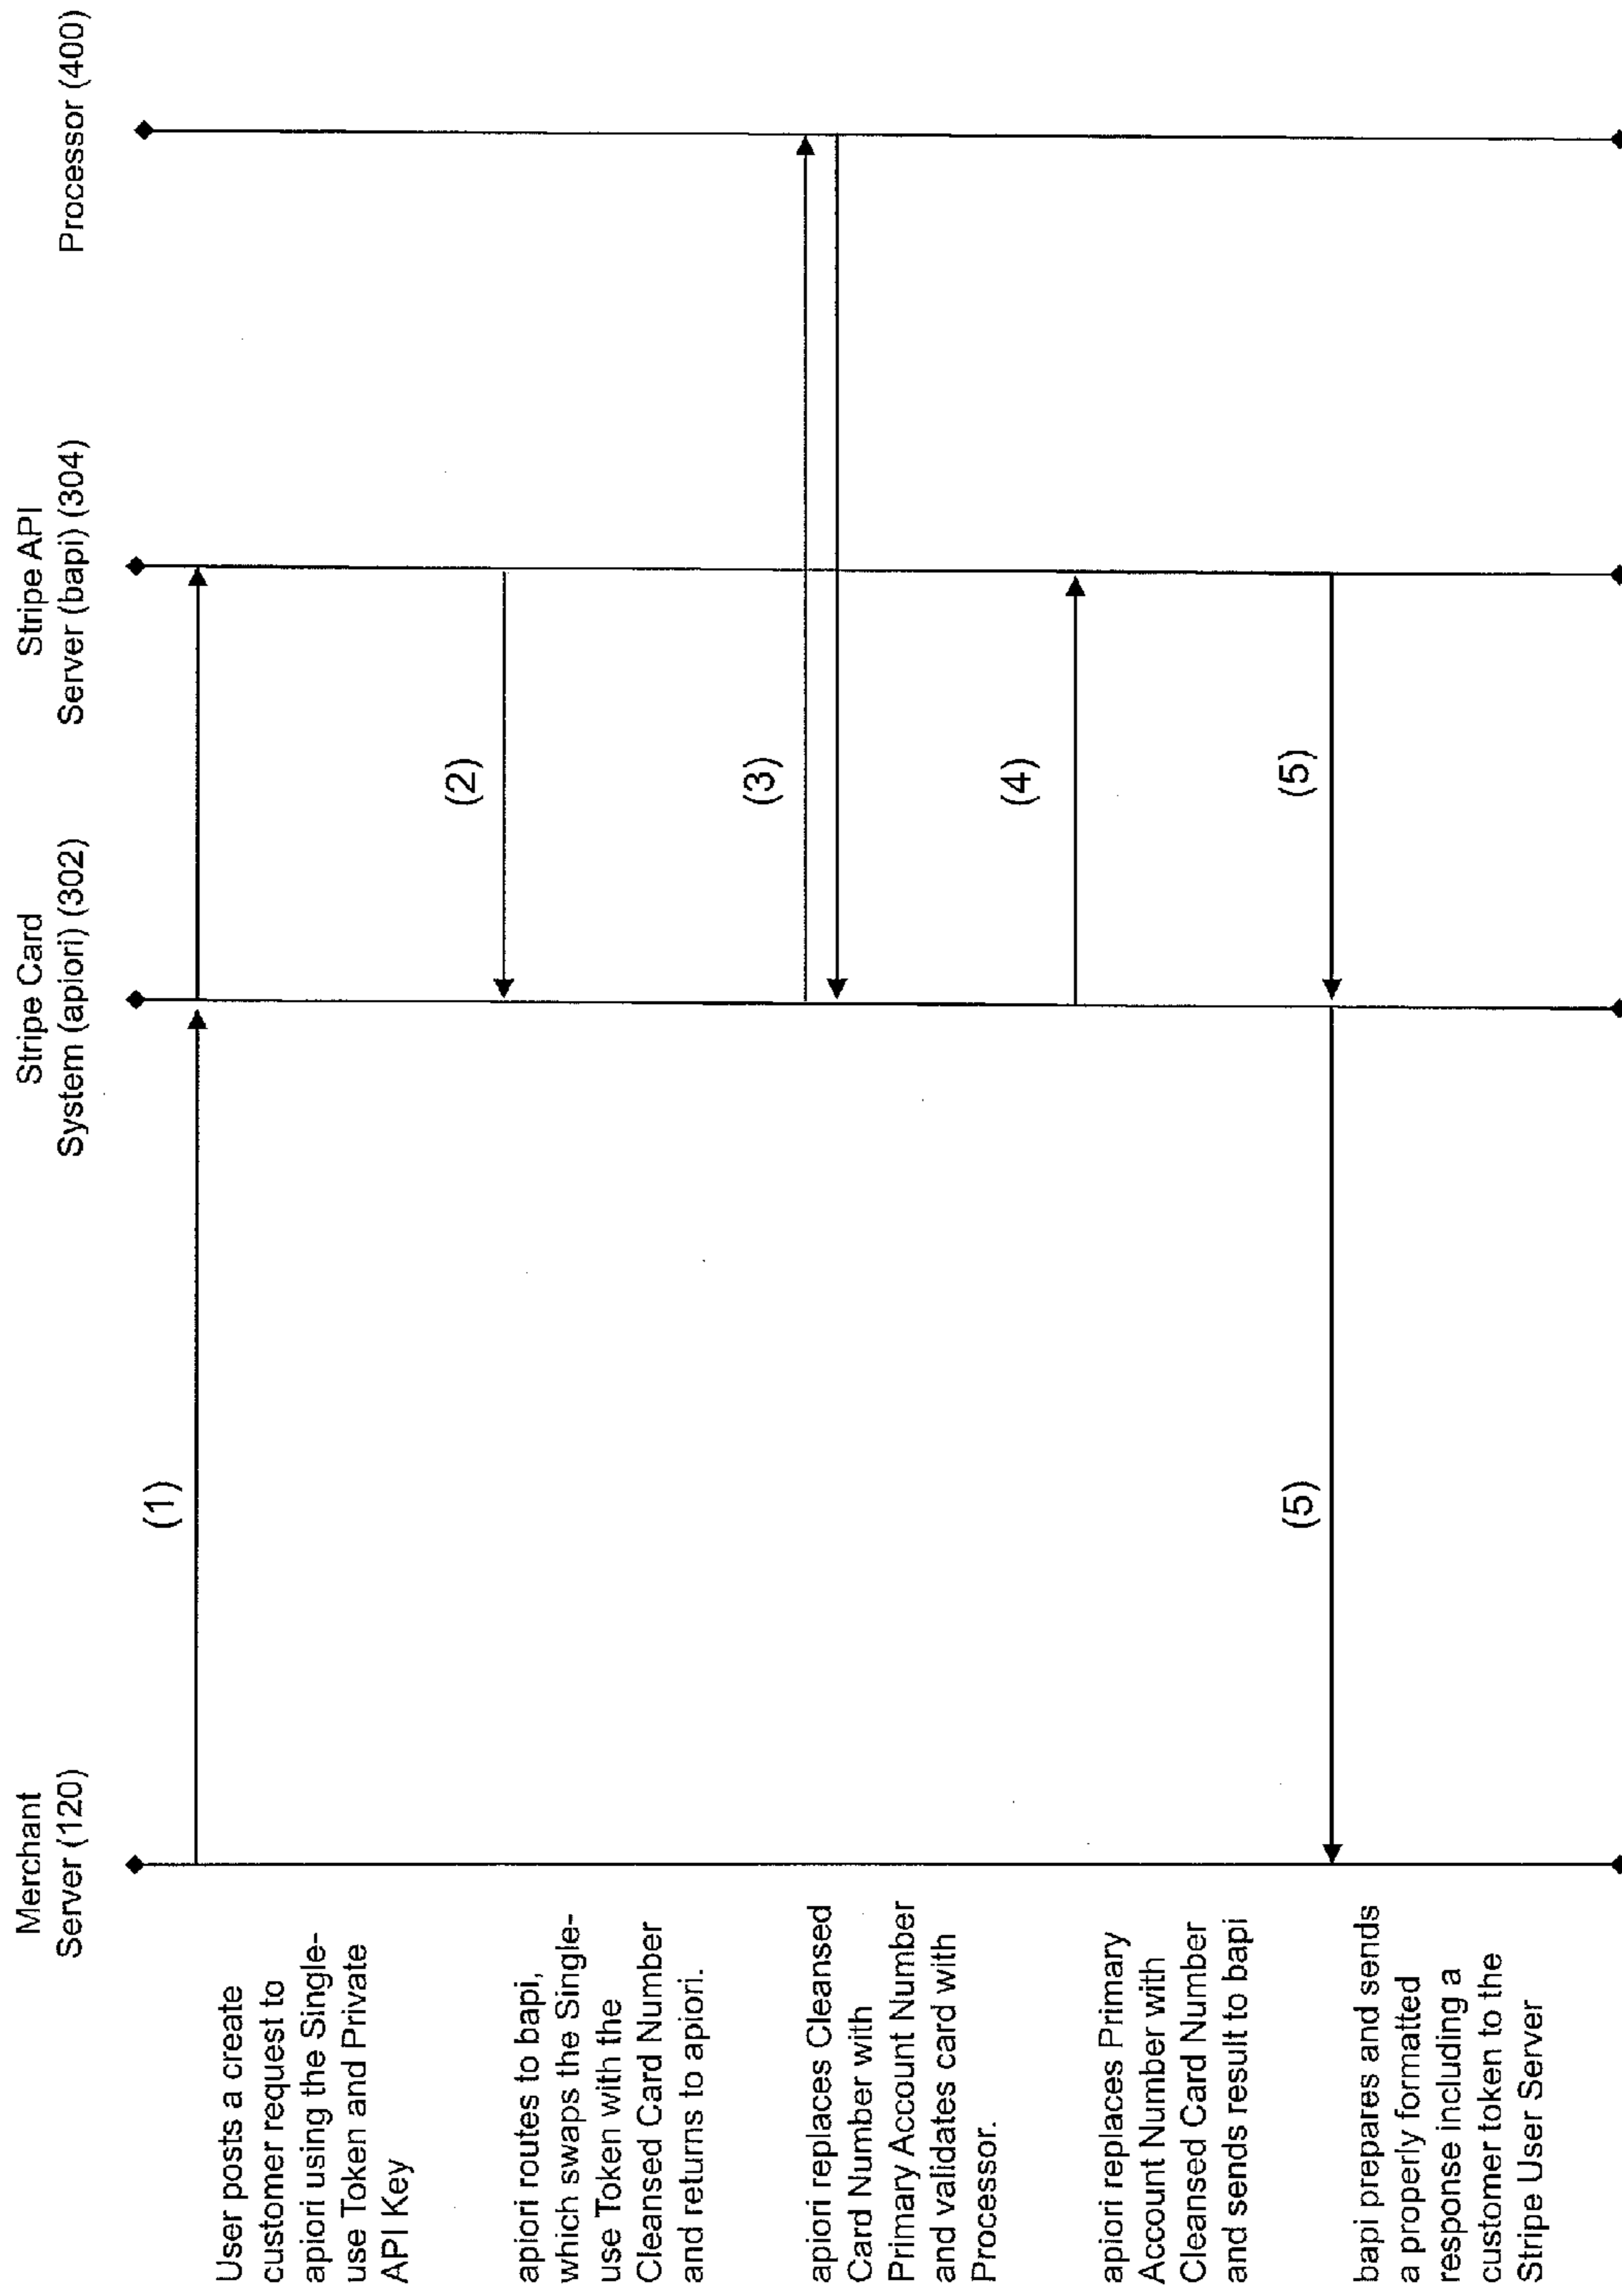 Merchant
Server (120)
Stripe Card
System (apiori) (302)
Stripe API
Server (bapi) (304)
Processor (400)
User posts a create
customer request to
apiori using the Single-
use Token and Private
API Key
(1)
apiori routes to bapi,
which swaps the Single-
use Token with the
Cleansed Card Number
and returns to apiori.
(2)
apiori replaces Cleansed
Card Number with
Primary Account Number
and validates card with
Processor.
(3)
apiori replaces Primary
Account Number with
Cleansed Card Number
and sends result to bapi
(4)
bapi prepares and sends
a properly formatted
response including a
customer token to the
Stripe User Server
(5)
(5)